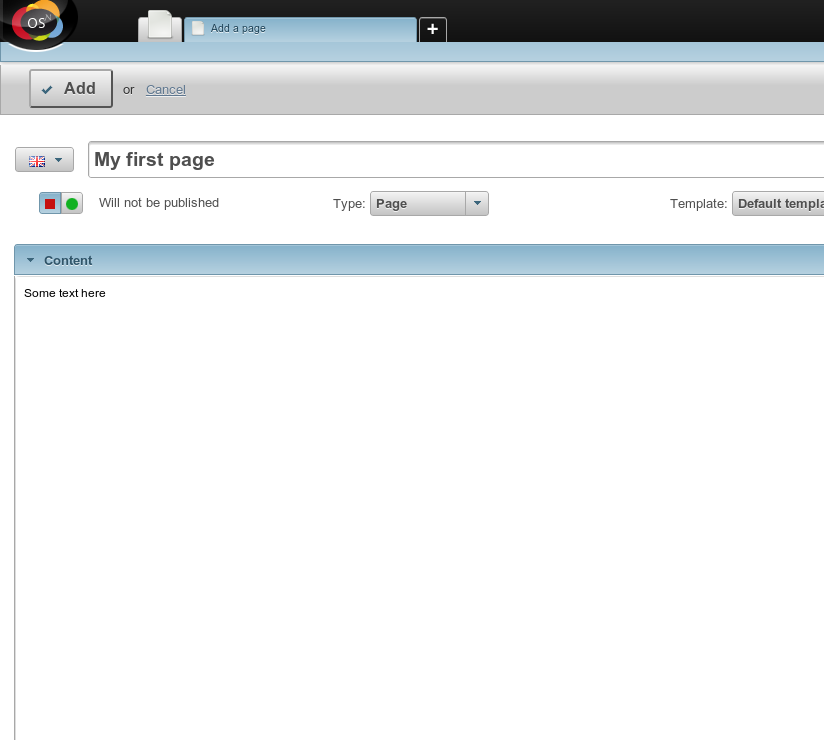 OSN
Add a page
+
Add or Cancel
My first page
Will not be published Type: Page Template: Default templa
Content
Some text here